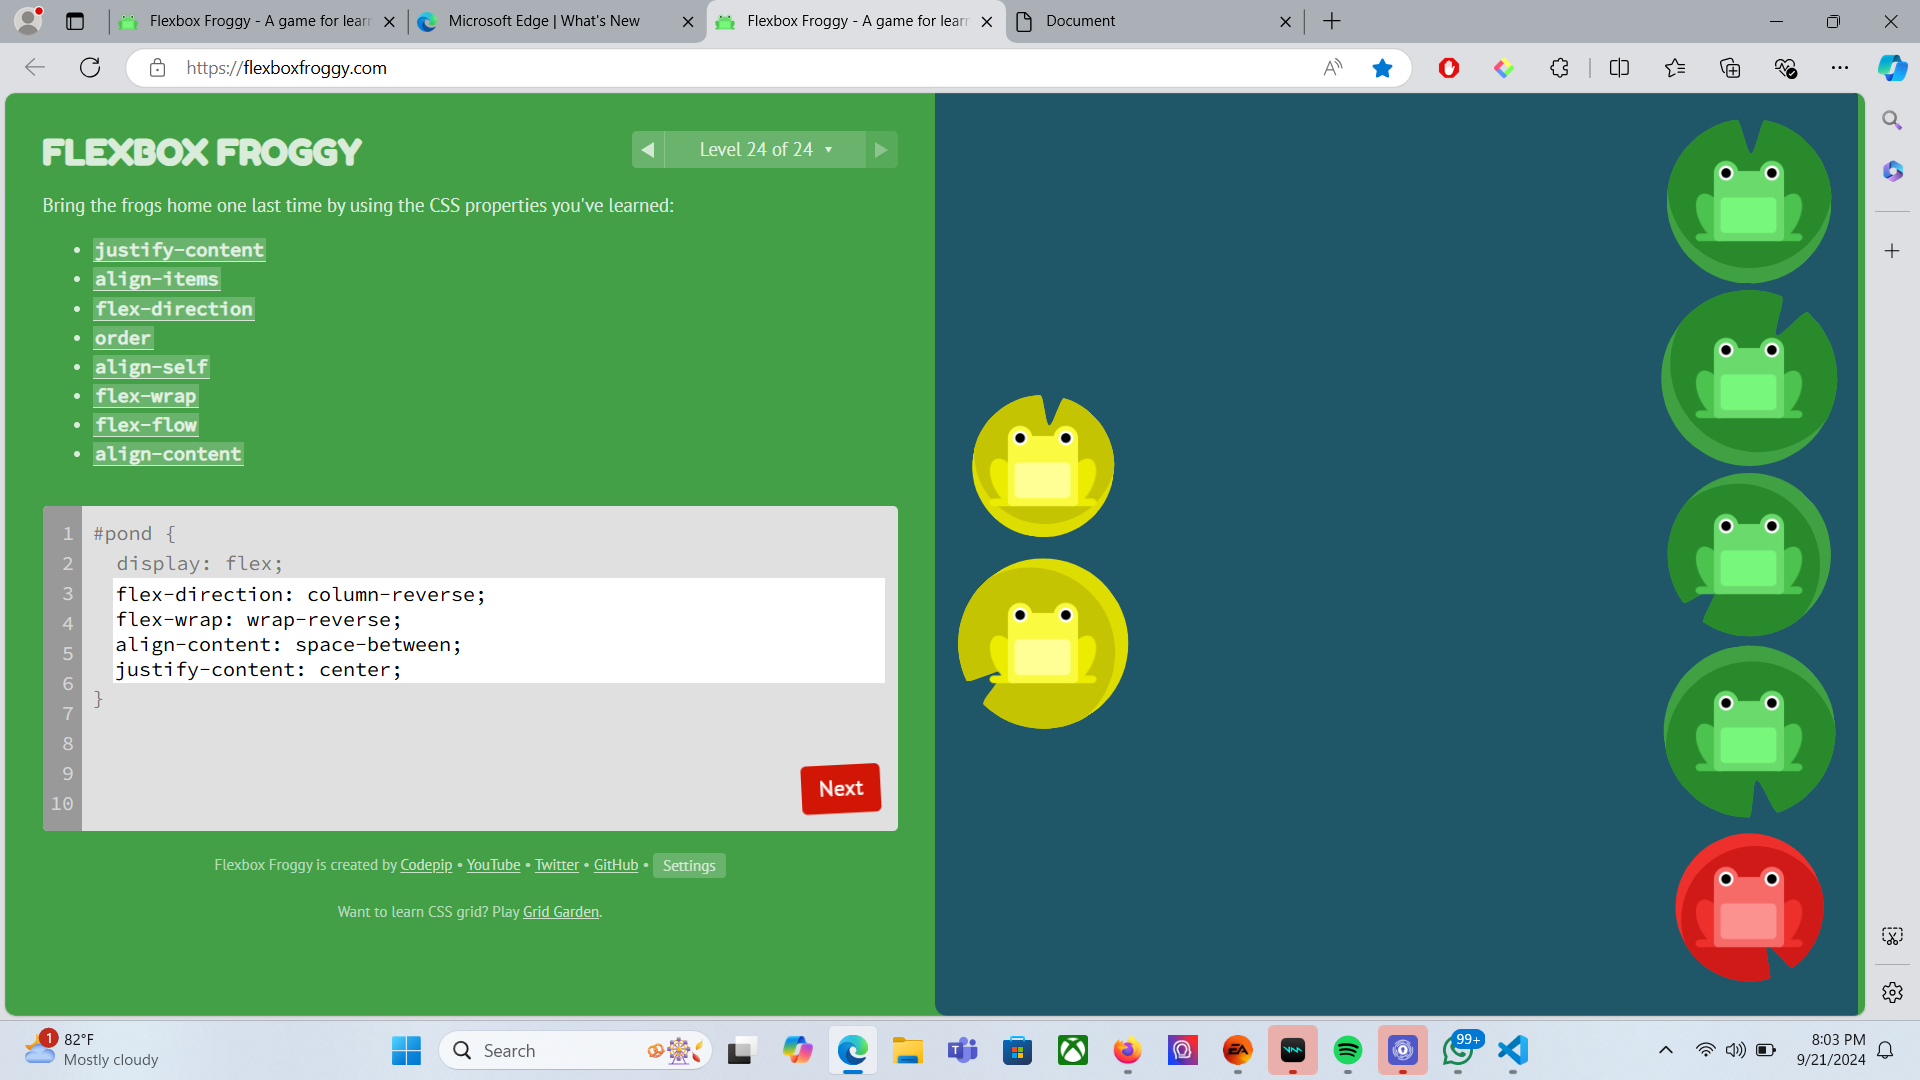 Flexbox Froggy - A game for learn
Microsoft Edge | What's New
Flexbox Froggy - A game for learn
Document
https://flexboxfroggy.com
FLEXBOX FROGGY
Level 24 of 24
Bring the frogs home one last time by using the CSS properties you've learned:
justify-content
align-items
flex-direction
order
align-self
flex-wrap
flex-flow
align-content
1 #pond {
2 display: flex;
3 flex-direction: column-reverse;
4 flex-wrap: wrap-reverse;
5 align-content: space-between;
6 justify-content: center;
7 }
8
9
10
Next
Flexbox Froggy is created by Codepip • YouTube • Twitter • GitHub • Settings
Want to learn CSS grid? Play Grid Garden.
1
82°F
Mostly cloudy
Search
99+
8:03 PM
9/21/2024